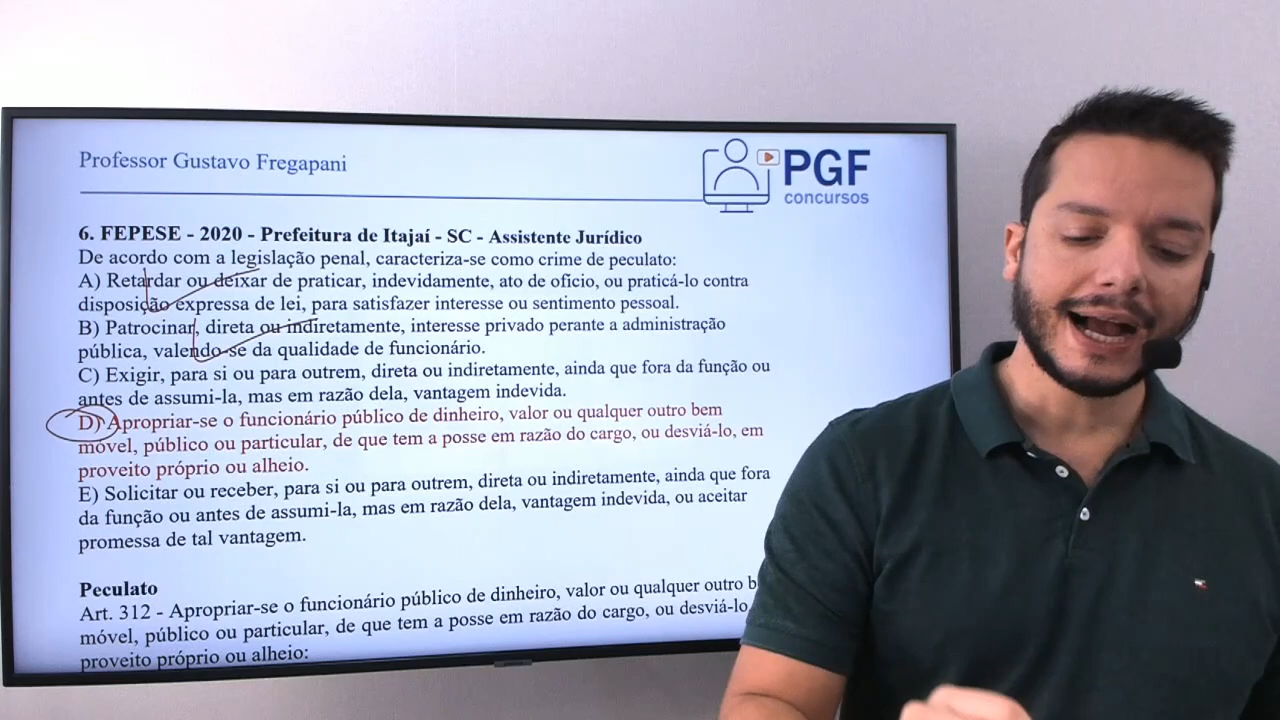 Professor Gustavo Fregapani
PGF
concursos
6. FEPESE - 2020 - Prefeitura de Itajaí - SC - Assistente Jurídico
De acordo com a legislação penal, caracteriza-se como crime de peculato:
A) Retardar ou deixar de praticar, indevidamente, ato de ofício, ou praticá-lo contra
disposição expressa de lei, para satisfazer interesse ou sentimento pessoal.
B) Patrocinar, direta ou indiretamente, interesse privado perante a administração
pública, valendo-se da qualidade de funcionário.
C) Exigir, para si ou para outrem, direta ou indiretamente, ainda que fora da função ou
antes de assumi-la, mas em razão dela, vantagem indevida.
D) Apropriar-se o funcionário público de dinheiro, valor ou qualquer outro bem
móvel, público ou particular, de que tem a posse em razão do cargo, ou desviá-lo, em
proveito próprio ou alheio.
E) Solicitar ou receber, para si ou para outrem, direta ou indiretamente, ainda que fora
da função ou antes de assumi-la, mas em razão dela, vantagem indevida, ou aceitar
promessa de tal vantagem.
Peculato
Art. 312 - Apropriar-se o funcionário público de dinheiro, valor ou qualquer outro b
móvel, público ou particular, de que tem a posse em razão do cargo, ou desviá-lo
proveito próprio ou alheio: